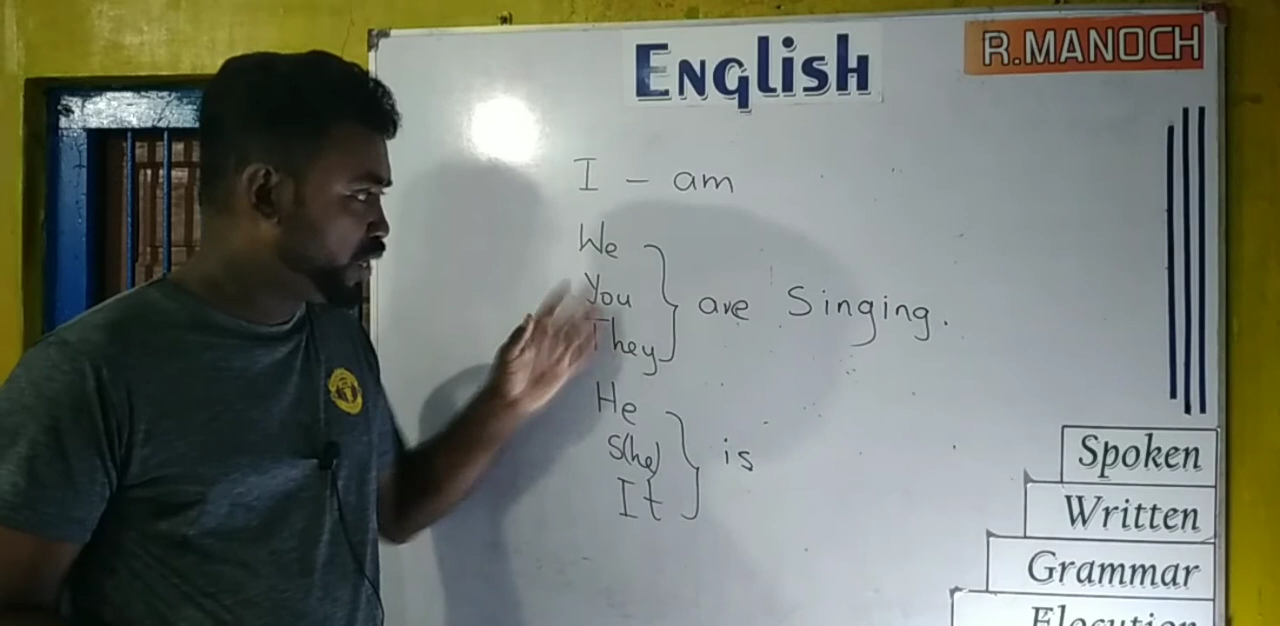 English
R.MANOCH
I - am
We
You
They
are Singing.
He
S(he)
It
is
Spoken
Written
Grammar
Elocution